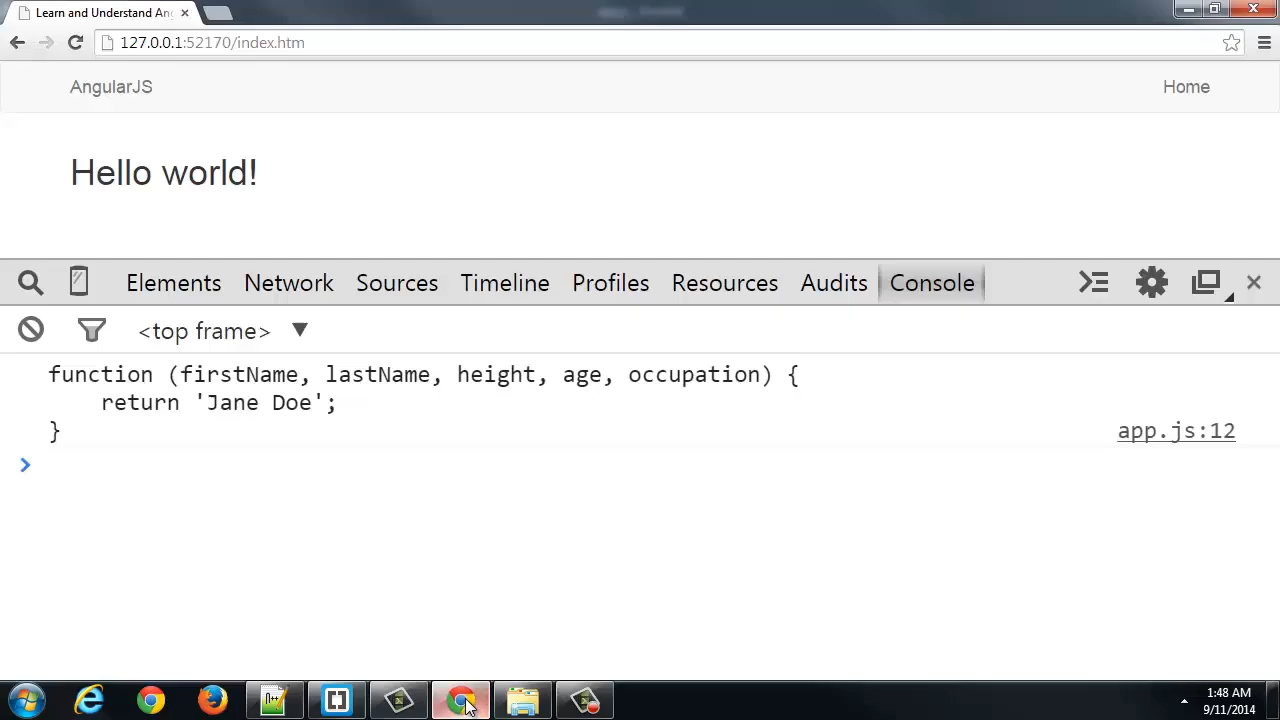 Learn and Understand An
127.0.0.1:52170/index.htm
AngularJS
Home
Hello world!
Elements Network Sources Timeline Profiles Resources Audits Console
<top frame>
function (firstName, lastName, height, age, occupation) {
return 'Jane Doe';
}
app.js:12
1:48 AM
9/11/2014